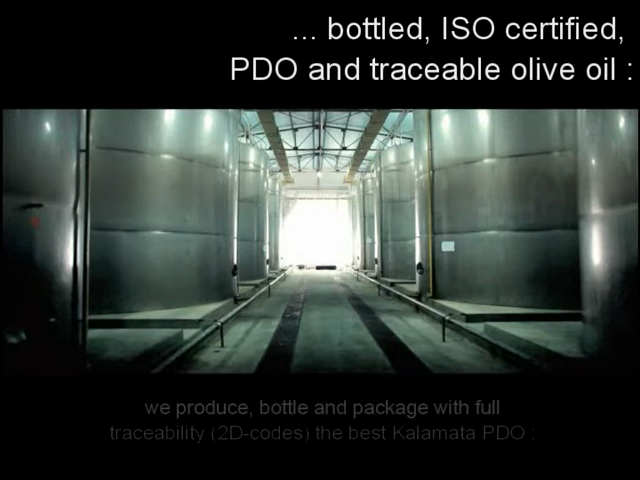 ... bottled, ISO certified,
PDO and traceable olive oil :
we produce, bottle and package with full
traceability (2D-codes) the best Kalamata PDO :